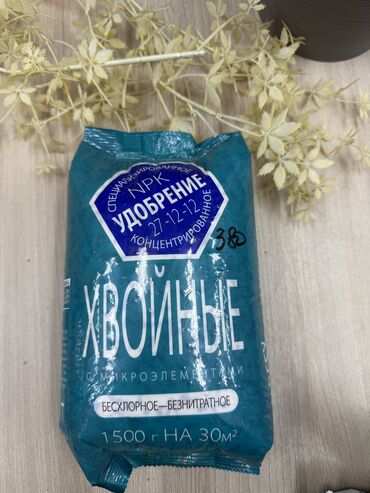 СПЕЦИАЛИЗИРОВАННОЕ
NPK
УДОБРЕНИЕ
27-12-12
КОНЦЕНТРИРОВАННОЕ
380
ХВОЙНЫЕ
С МИКРОЭЛЕМЕНТАМИ
БЕСХЛОРНОЕ—БЕЗНИТРАТНОЕ
1500 г НА 30м²